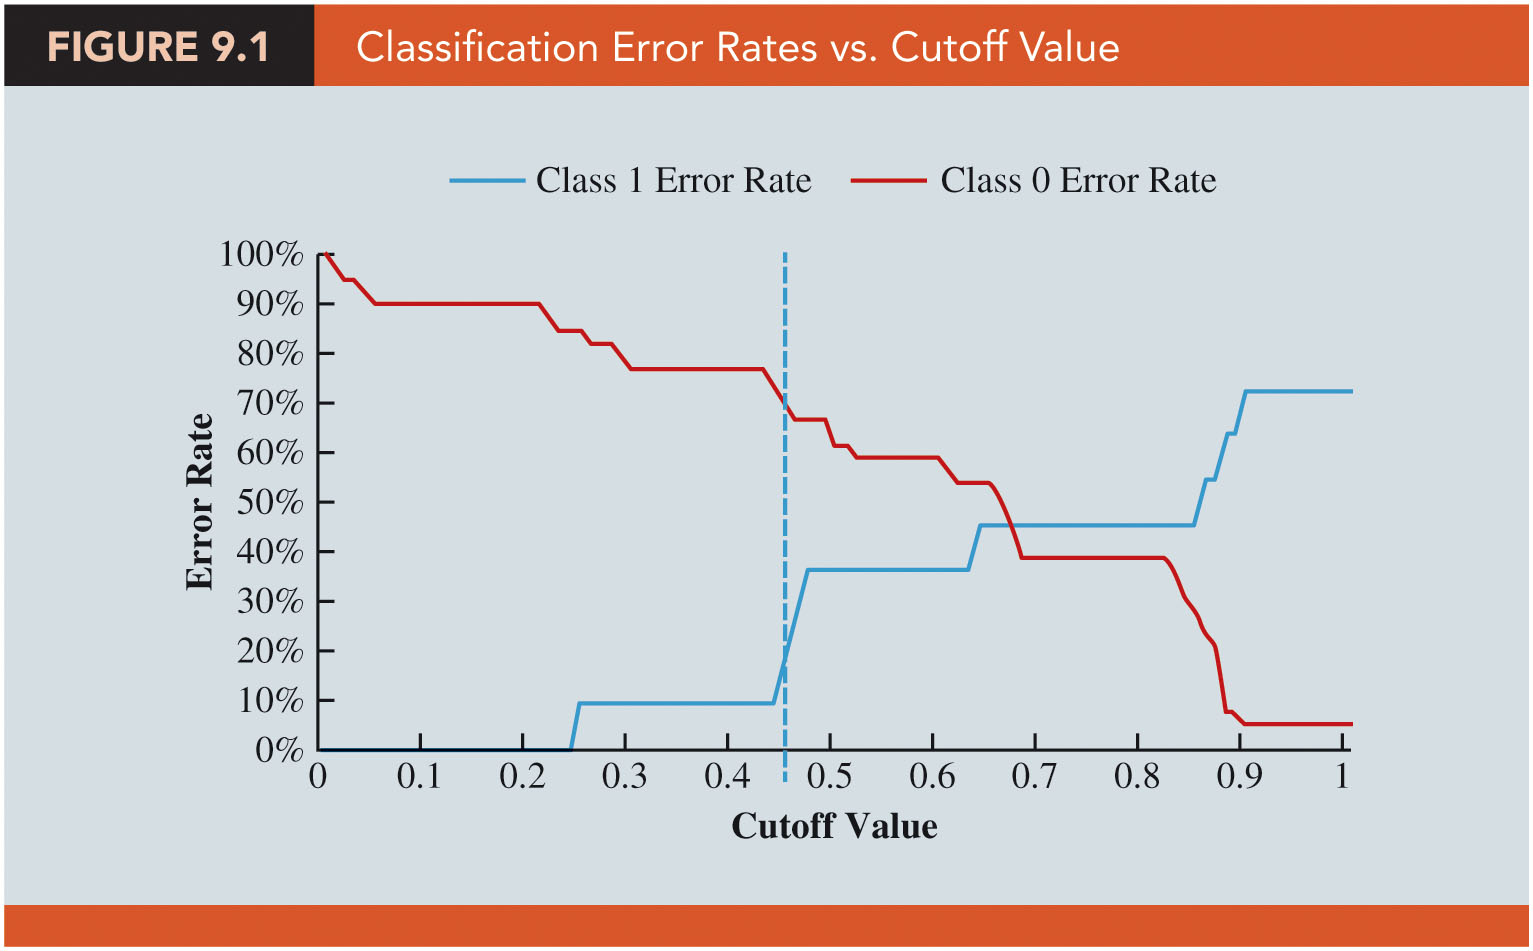 FIGURE 9.1 Classification Error Rates vs. Cutoff Value
Class 1 Error Rate Class 0 Error Rate
100%
90%
80%
70%
60%
50%
40%
30%
20%
10%
0%
Error Rate
0 0.1 0.2 0.3 0.4 0.5 0.6 0.7 0.8 0.9 1
Cutoff Value